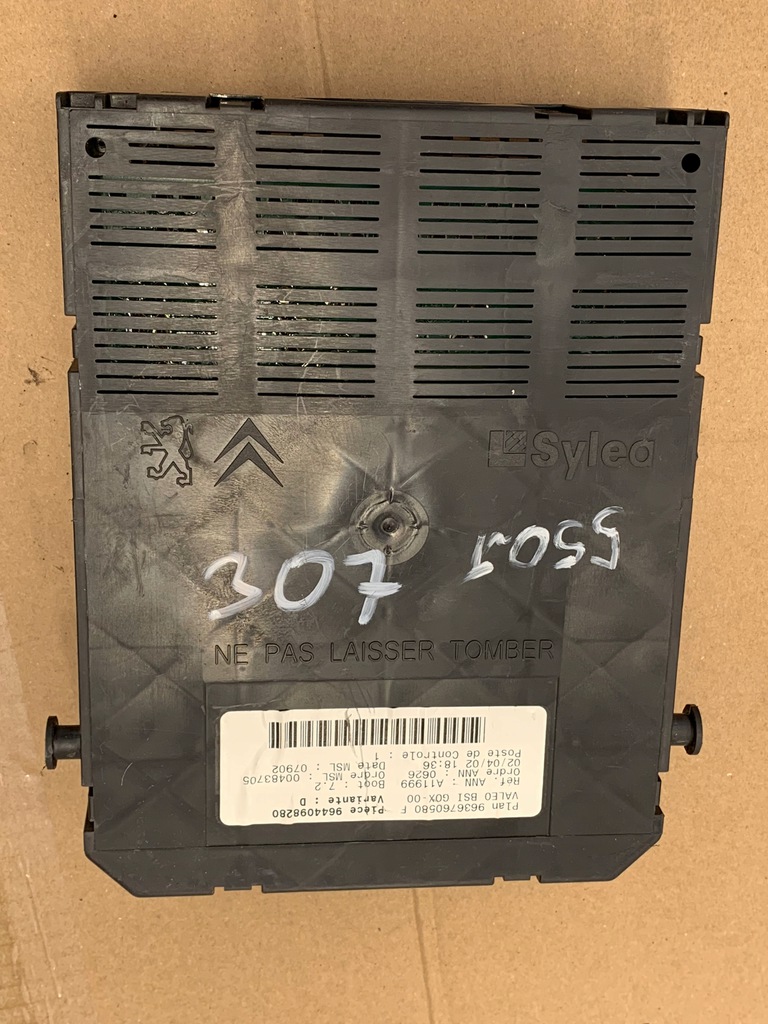 Sylea
307 5501
NE PAS LAISSER TOMBER
Plan 9636760580 F Pièce 9644098280
VALEO BSI G0X-00 Variante : D
Réf. ANN : A11999 Boot : 7.2
Ordre ANN : 0626 Ordre MSL : 00483705
02/04/02 18:36 Date MSL : 07902
Poste de Controle : 1